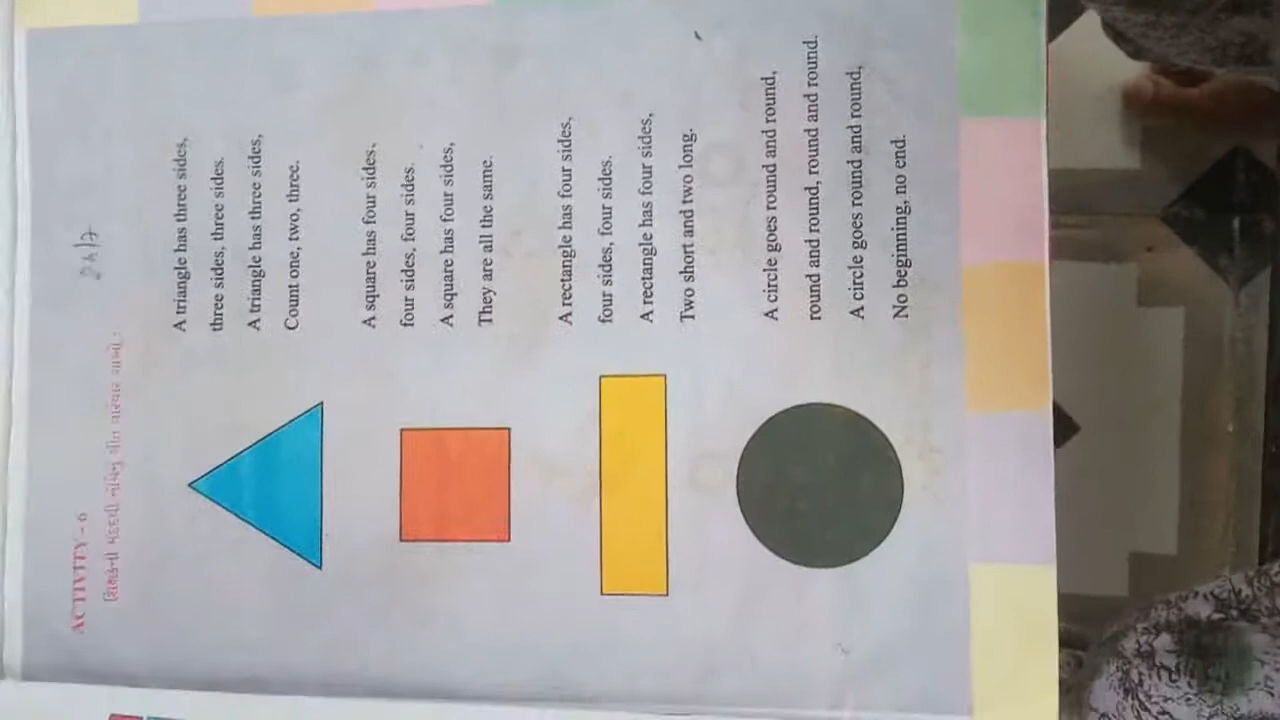 ACTIVITY - 6
શિક્ષકની મદદથી નીચેનું ગીત વારંવાર ગાઓ :
A triangle has three sides,
three sides, three sides.
A triangle has three sides,
Count one, two, three.
A square has four sides,
four sides, four sides.
A square has four sides,
They are all the same.
A rectangle has four sides,
four sides, four sides.
A rectangle has four sides,
Two short and two long.
A circle goes round and round,
round and round, round and round.
A circle goes round and round,
No beginning, no end.